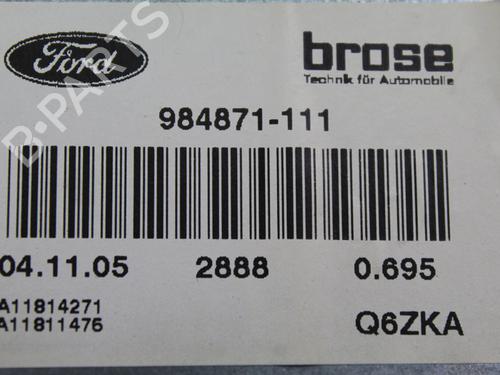 Ford
brose
Technik für Automobile
984871-111
04.11.05 2888 0.695
A11814271
A11811476
Q6ZKA
B-PARTS